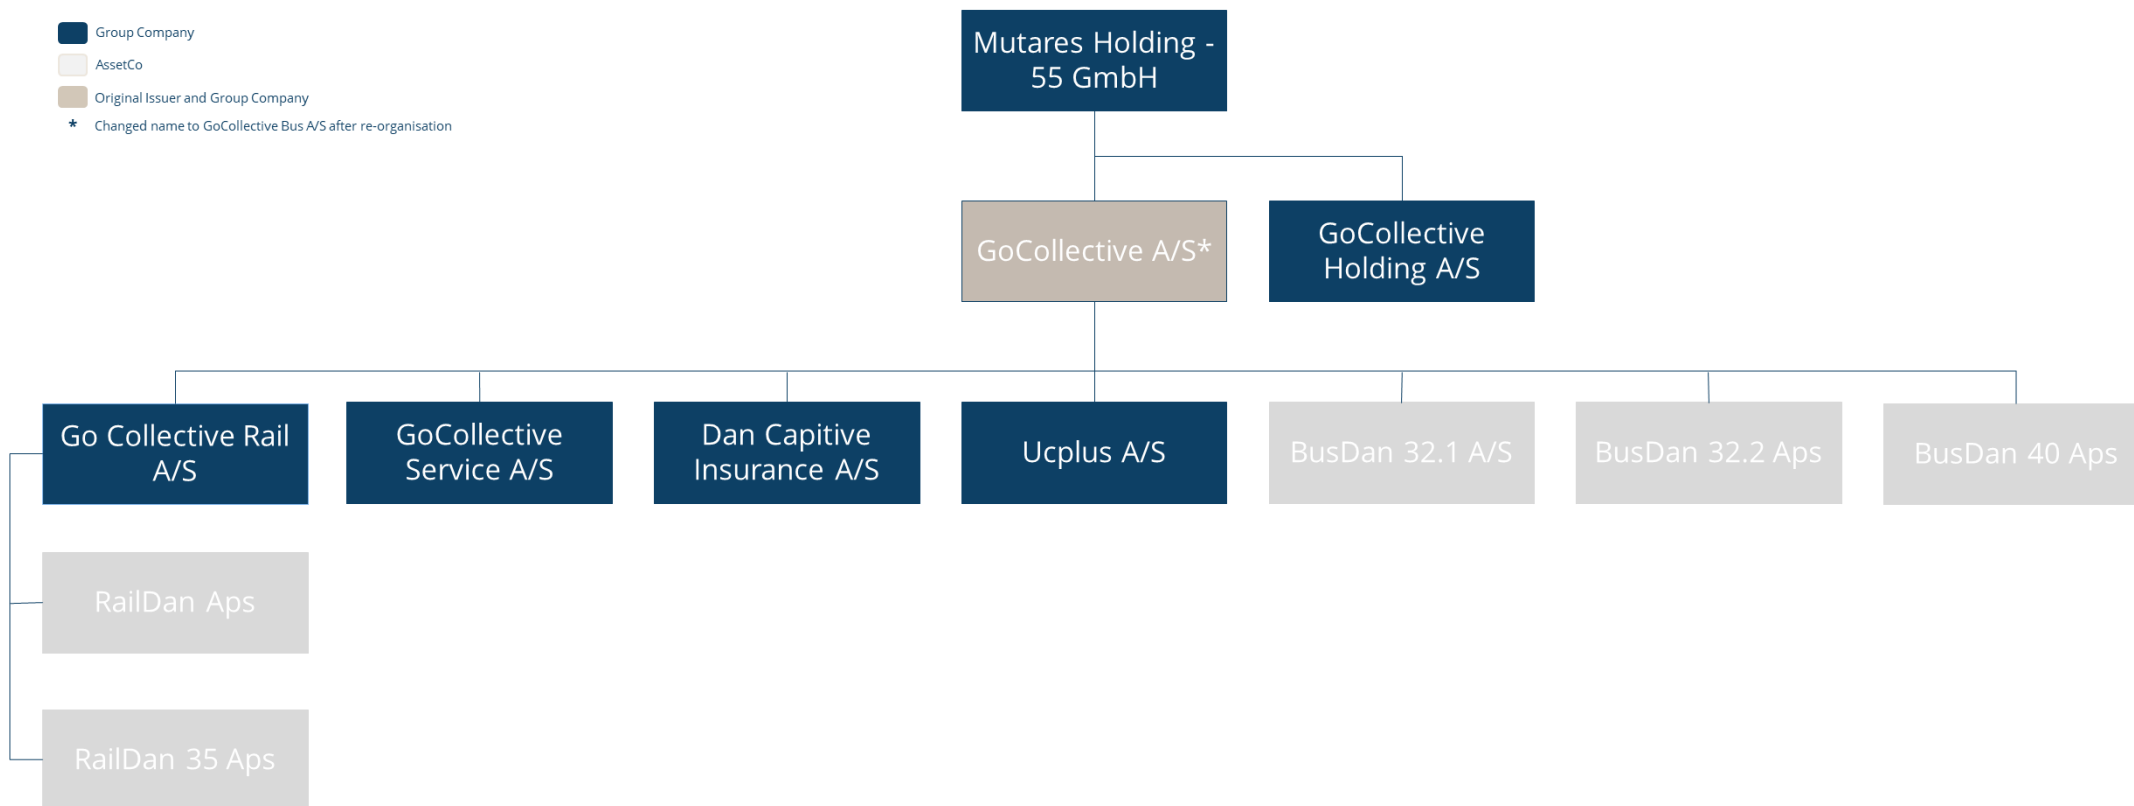 Group Company
AssetCo
Original Issuer and Group Company
* Changed name to GoCollective Bus A/S after re-organisation
Mutares Holding -
55 GmbH
GoCollective A/S*
GoCollective
Holding A/S
Go Collective Rail
A/S
GoCollective
Service A/S
Dan Capitive
Insurance A/S
Ucplus A/S
BusDan 32.1 A/S
BusDan 32.2 Aps
BusDan 40 Aps
RailDan Aps
RailDan 35 Aps